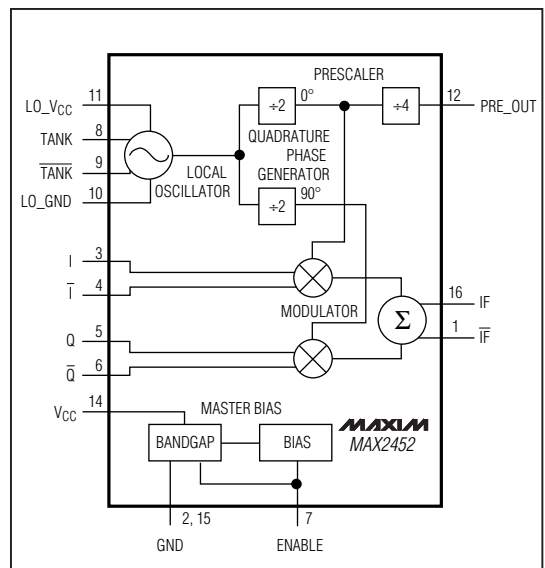 PRESCALER
11
LO_VCC
÷2
0°
÷4
12
PRE_OUT
8
TANK
QUADRATURE
PHASE
GENERATOR
9
T̅A̅N̅K̅
LOCAL
OSCILLATOR
10
LO_GND
÷2
90°
3
I
4
I̅
MODULATOR
16
IF
Σ
1
I̅F̅
5
Q
6
Q̅
14
VCC
MASTER BIAS
MAXIM
MAX2452
BANDGAP
BIAS
2, 15
7
GND
ENABLE